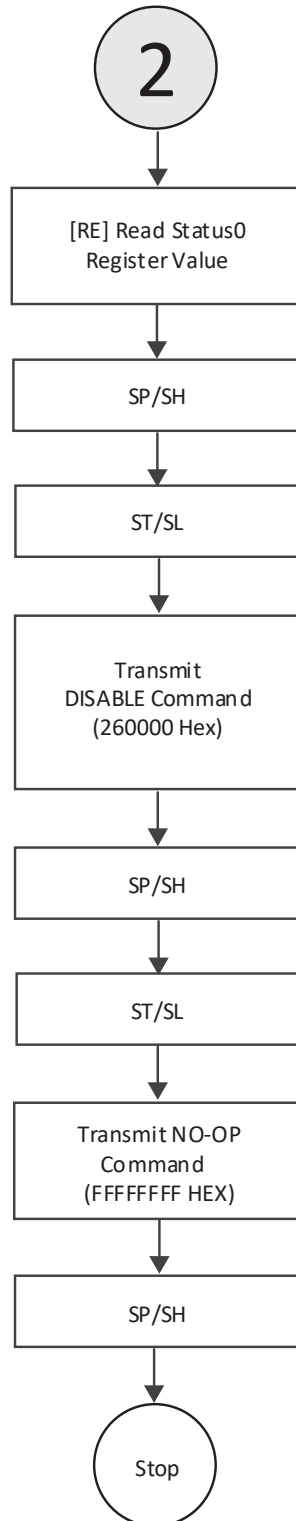 2
[RE] Read Status0
Register Value
SP/SH
ST/SL
Transmit
DISABLE Command
(260000 Hex)
SP/SH
ST/SL
Transmit NO-OP
Command
(FFFFFFFF HEX)
SP/SH
Stop